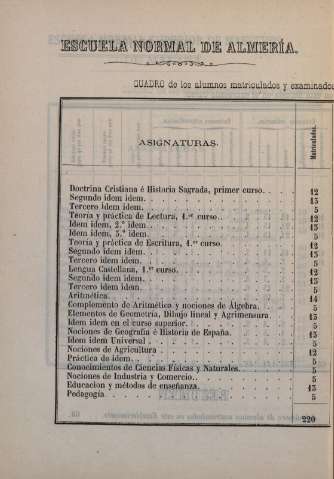 ESCUELA NORMAL DE ALMERÍA.
CUADRO de los alumnos matriculados y examinados
ASIGNATURAS. Matriculados.
Doctrina Cristiana é Historia Sagrada, primer curso. . . 12
Segundo idem idem. 13
Tercero idem idem. 5
Teoría y práctica de Lectura, 1.er curso. 12
Idem idem, 2.º idem. 13
Idem idem, 3.º idem. 5
Teoría y práctica de Escritura, 1.er curso. 12
Segundo idem idem. 13
Tercero idem idem. 5
Lengua Castellana, 1.er curso. 12
Segundo idem idem. 13
Tercero idem idem. 5
Aritmética. 14
Complemento de Aritmética y nociones de Álgebra. 5
Elementos de Geometría, Dibujo lineal y Agrimensura 13
Idem idem en el curso superior. 5
Nociones de Geografía é Historia de España. 13
Idem idem Universal 5
Nociones de Agricultura 12
Práctica de idem. 5
Conocimientos de Ciencias Físicas y Naturales. 5
Nociones de Industria y Comercio. 5
Educacion y métodos de enseñanza. 13
Pedagogía 5
220